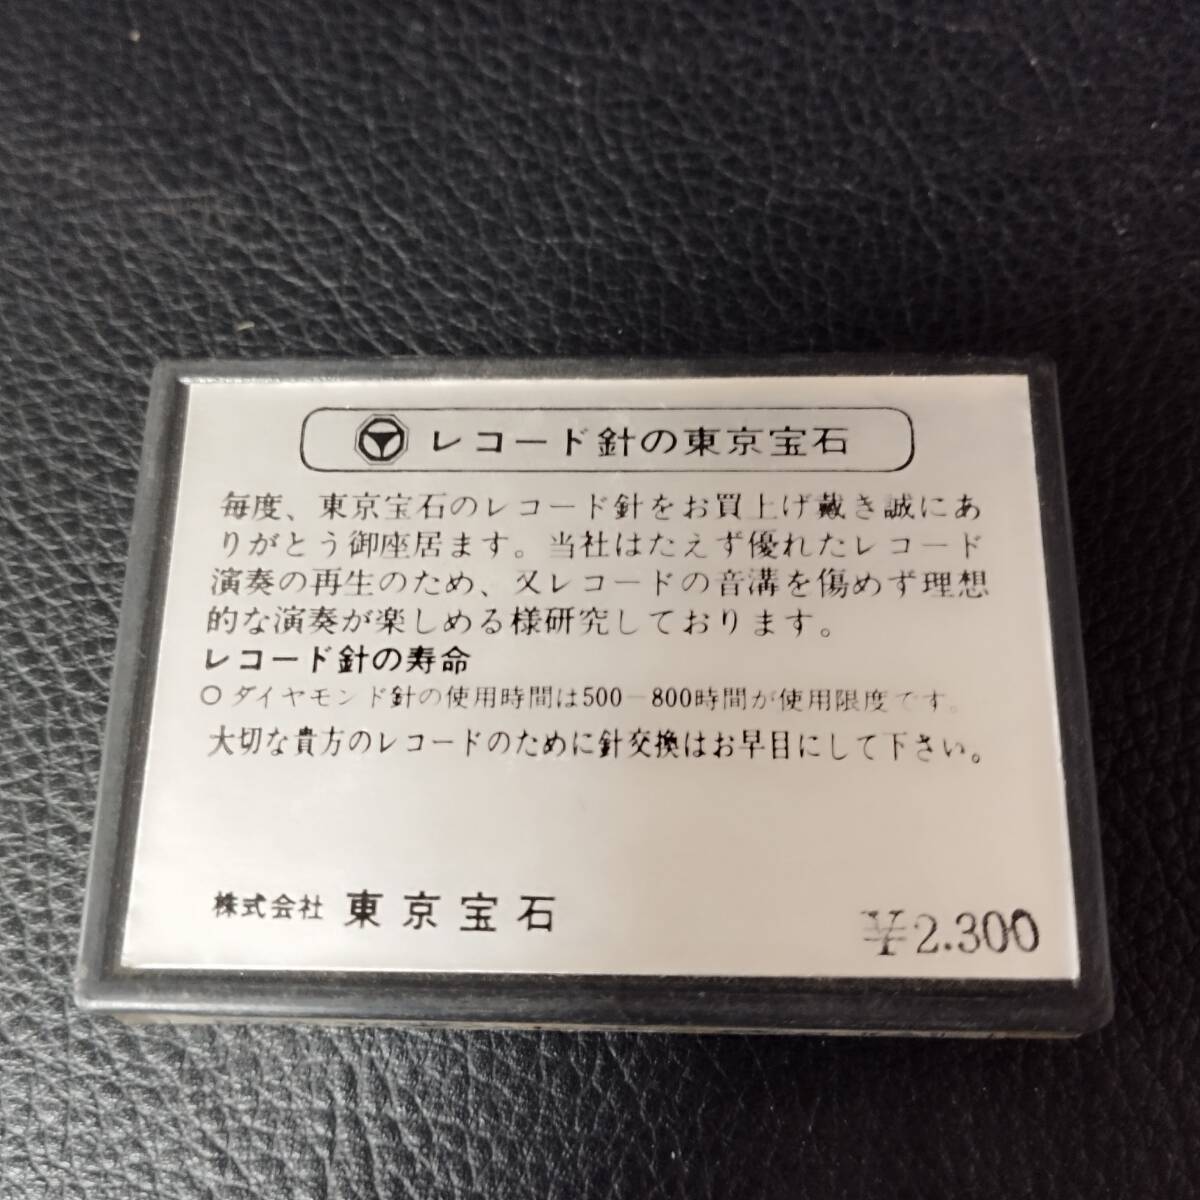 レコード針の東京宝石
毎度、東京宝石のレコード針をお買上げ戴き誠にあ
りがとう御座居ます。当社はたえず優れたレコード
演奏の再生のため、又レコードの音溝を傷めず理想
的な演奏が楽しめる様研究しております。
レコード針の寿命
○ダイヤモンド針の使用時間は500−800時間が使用限度です。
大切な貴方のレコードのために針交換はお早目にして下さい。
株式会社 東京宝石
¥2.300